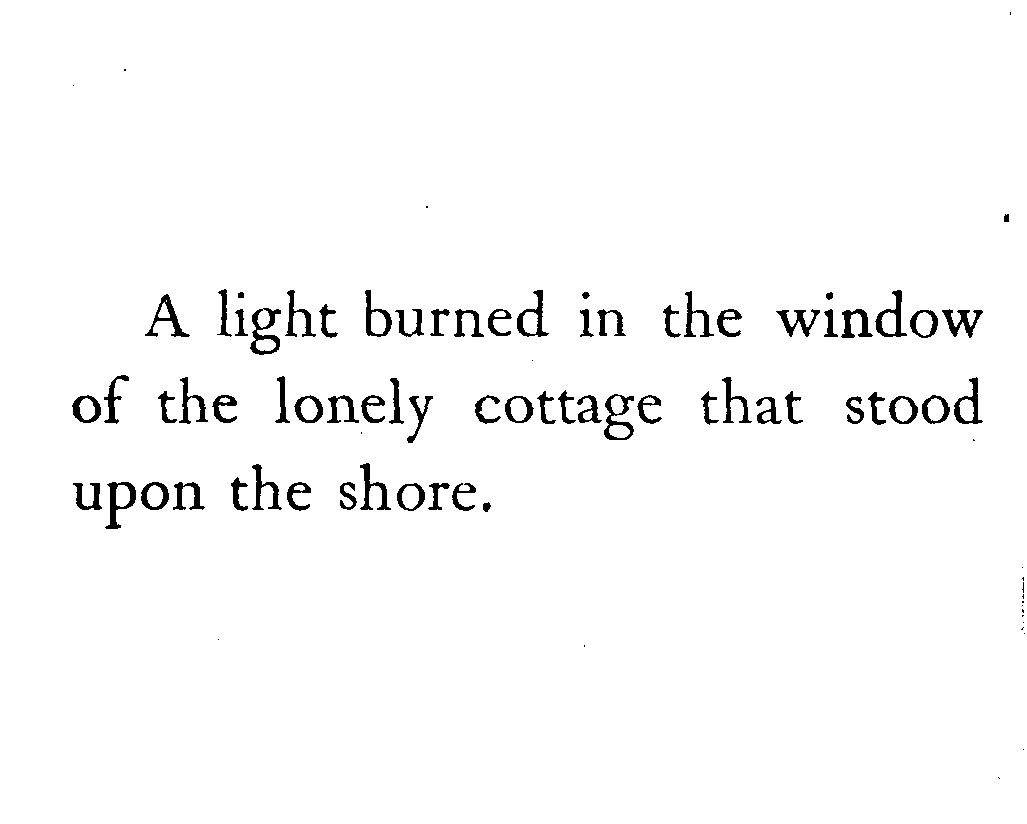 A light burned in the window
of the lonely cottage that stood
upon the shore.